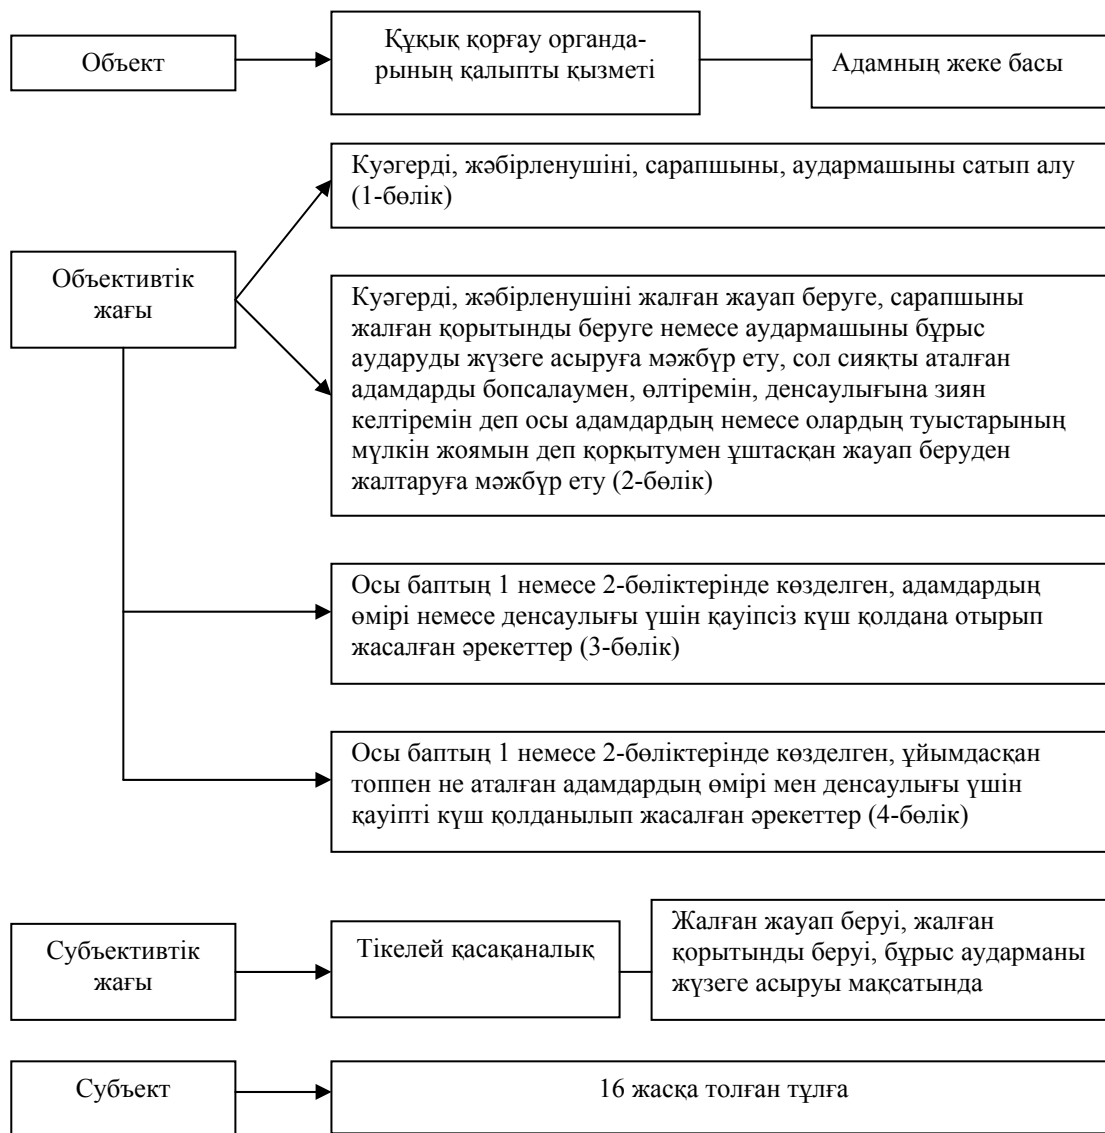 Объект
Құқық қорғау органда-
рының қалыпты қызметі
Адамның жеке басы
Объективтік
жағы
Куәгерді, жәбірленушіні, сарапшыны, аудармашыны сатып алу
(1-бөлік)
Куәгерді, жәбірленушіні жалған жауап беруге, сарапшыны
жалған қорытынды беруге немесе аудармашыны бұрыс
аударуды жүзеге асыруға мәжбүр ету, сол сияқты аталған
адамдарды бопсалаумен, өлтіремін, денсаулығына зиян
келтіремін деп осы адамдардың немесе олардың туыстарының
мүлкін жоямын деп қорқытумен ұштасқан жауап беруден
жалтаруға мәжбүр ету (2-бөлік)
Осы баптың 1 немесе 2-бөліктерінде көзделген, адамдардың
өмірі немесе денсаулығы үшін қауіпсіз күш қолдана отырып
жасалған әрекеттер (3-бөлік)
Осы баптың 1 немесе 2-бөліктерінде көзделген, ұйымдасқан
топпен не аталған адамдардың өмірі мен денсаулығы үшін
қауіпті күш қолданылып жасалған әрекеттер (4-бөлік)
Субъективтік
жағы
Тікелей қасақаналық
Жалған жауап беруі, жалған
қорытынды беруі, бұрыс аударманы
жүзеге асыруы мақсатында
Субъект
16 жасқа толған тұлға